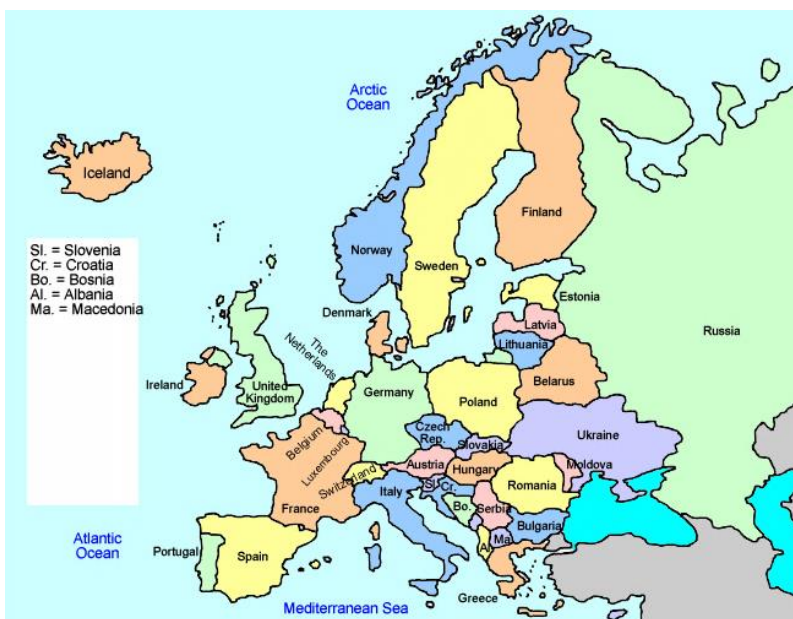 Arctic
Ocean
Iceland
Finland
Norway
Sl. = Slovenia
Cr. = Croatia
Bo. = Bosnia
Al. = Albania
Ma. = Macedonia
Sweden
Estonia
Denmark
Latvia
Russia
Lithuania
The
Netherlands
Ireland
United
Kingdom
Germany
Belarus
Poland
Belgium
Luxembourg
Czech
Rep.
Slovakia
Ukraine
Switzerland
Austria
Hungary
Moldova
France
Italy
Sl.
Cr.
Romania
Bo.
Serbia
Bulgaria
Atlantic
Ocean
Portugal
Spain
Al
Ma
Greece
Mediterranean Sea